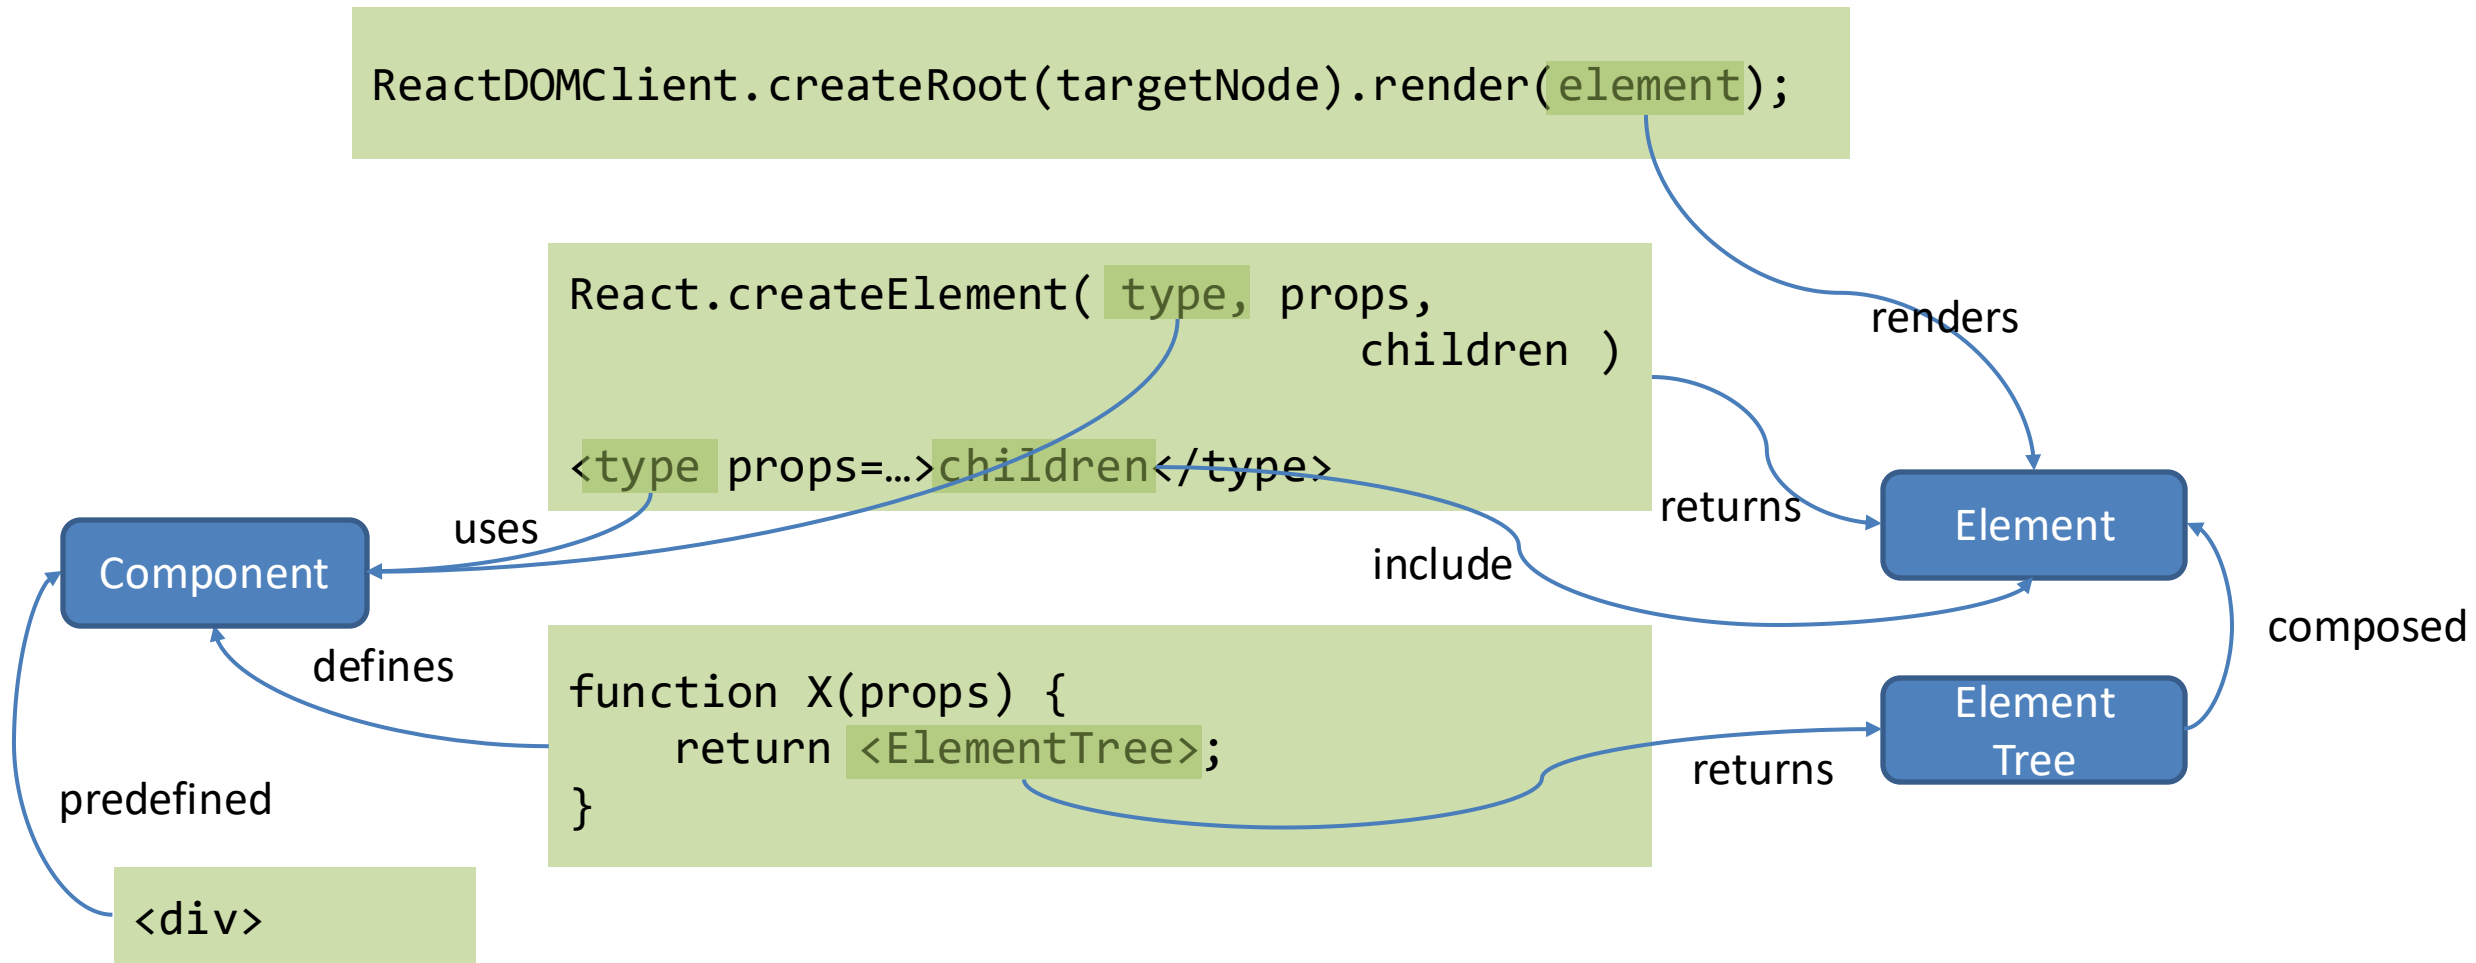 ReactDOMClient.createRoot(targetNode).render(element);
React.createElement( type, props,
children )
renders
<type props=…>children</type>
returns
Element
uses
Component
include
composed
defines
function X(props) {
return <ElementTree>;
}
returns
Element
Tree
predefined
<div>